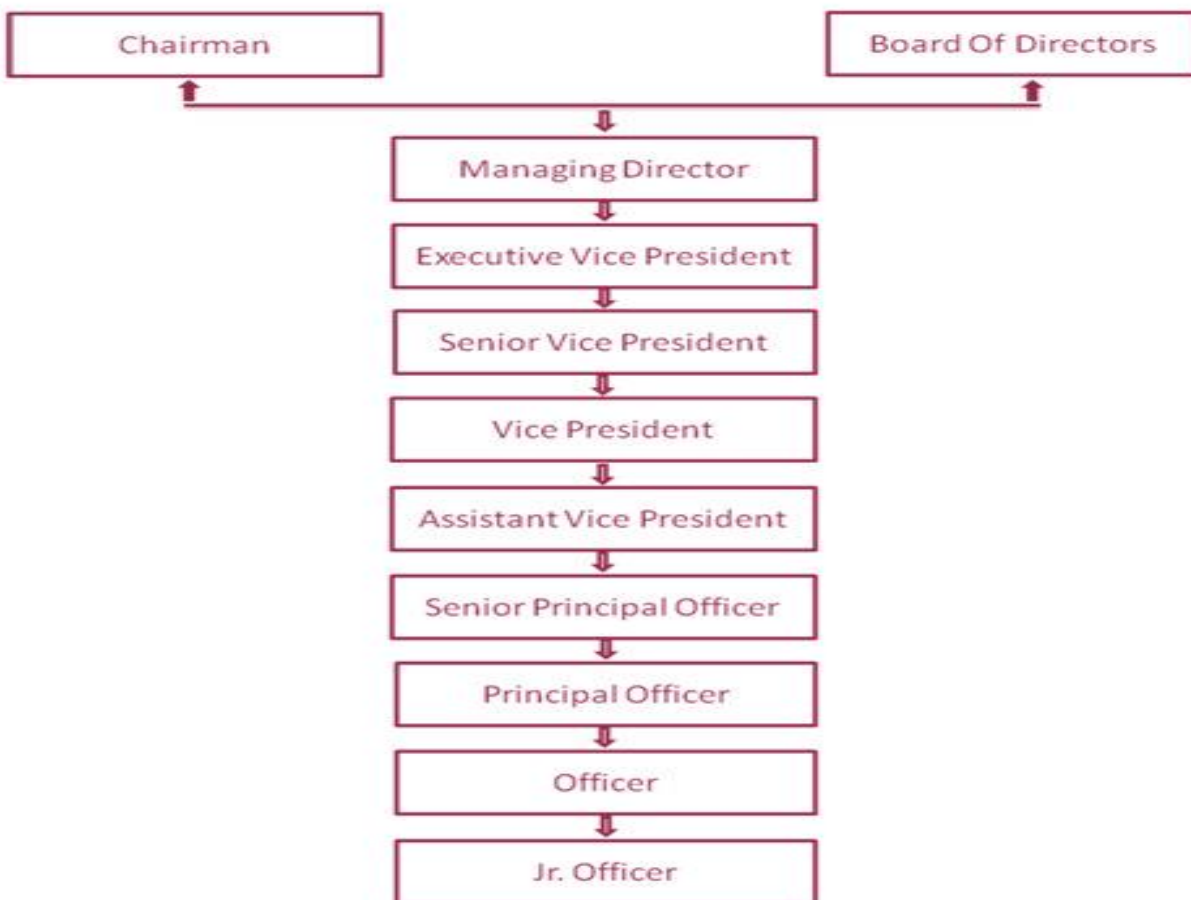 Chairman
Board Of Directors
Managing Director
Executive Vice President
Senior Vice President
Vice President
Assistant Vice President
Senior Principal Officer
Principal Officer
Officer
Jr. Officer